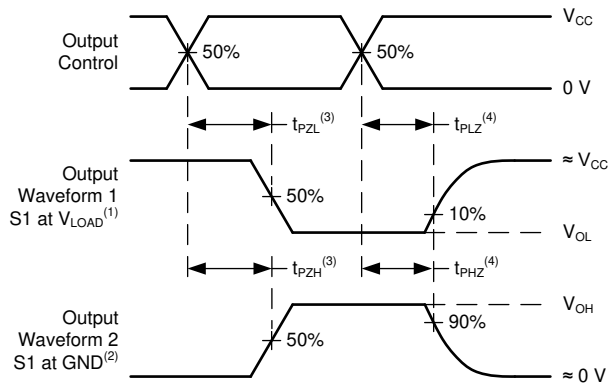 V_CC
Output
Control
50%
50%
0 V
t_PZL^(3)
t_PLZ^(4)
≈ V_CC
Output
Waveform 1
S1 at V_LOAD^(1)
50%
10%
V_OL
t_PZH^(3)
t_PHZ^(4)
V_OH
Output
Waveform 2
S1 at GND^(2)
50%
90%
≈ 0 V